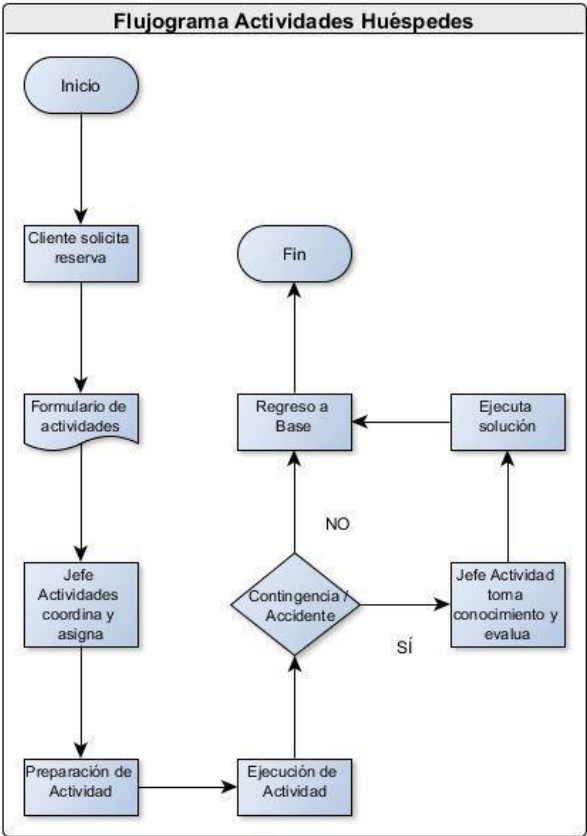 Flujograma Actividades Huéspedes
Inicio
Cliente solicita
reserva
Formulario de
actividades
Jefe
Actividades
coordina y
asigna
Preparación de
Actividad
Ejecución de
Actividad
Contingencia /
Accidente
NO
SÍ
Regreso a
Base
Fin
Jefe Actividad
toma
conocimiento y
evalua
Ejecuta
solución